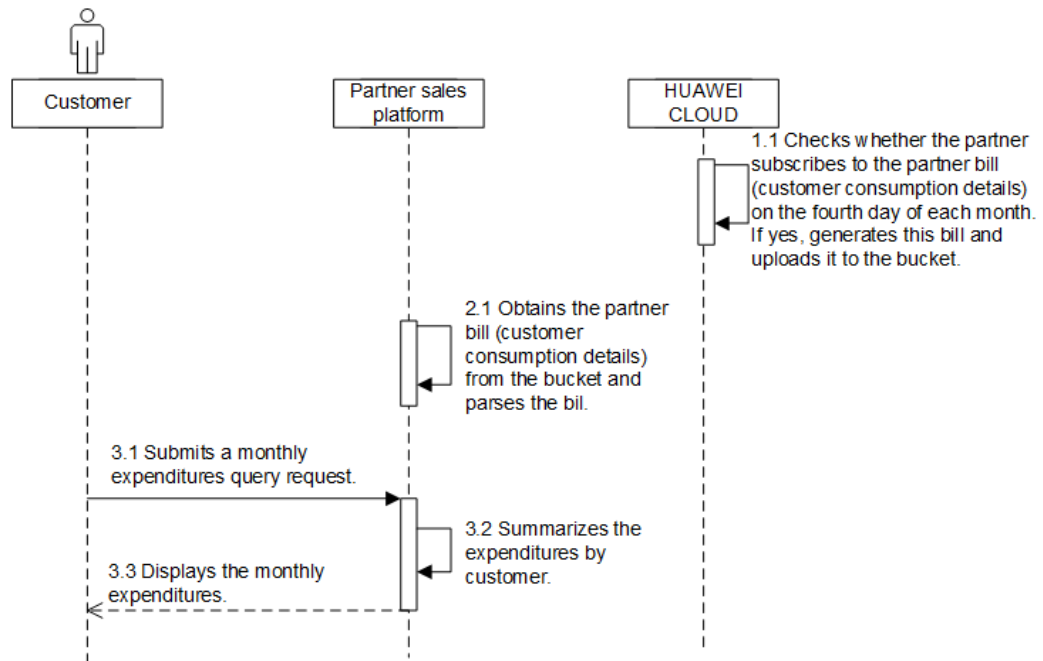 Customer
Partner sales
platform
HUAWEI
CLOUD
1.1 Checks whether the partner
subscribes to the partner bill
(customer consumption details)
on the fourth day of each month.
If yes, generates this bill and
uploads it to the bucket.
2.1 Obtains the partner
bill (customer
consumption details)
from the bucket and
parses the bil.
3.1 Submits a monthly
expenditures query request.
3.2 Summarizes the
expenditures by
customer.
3.3 Displays the monthly
expenditures.